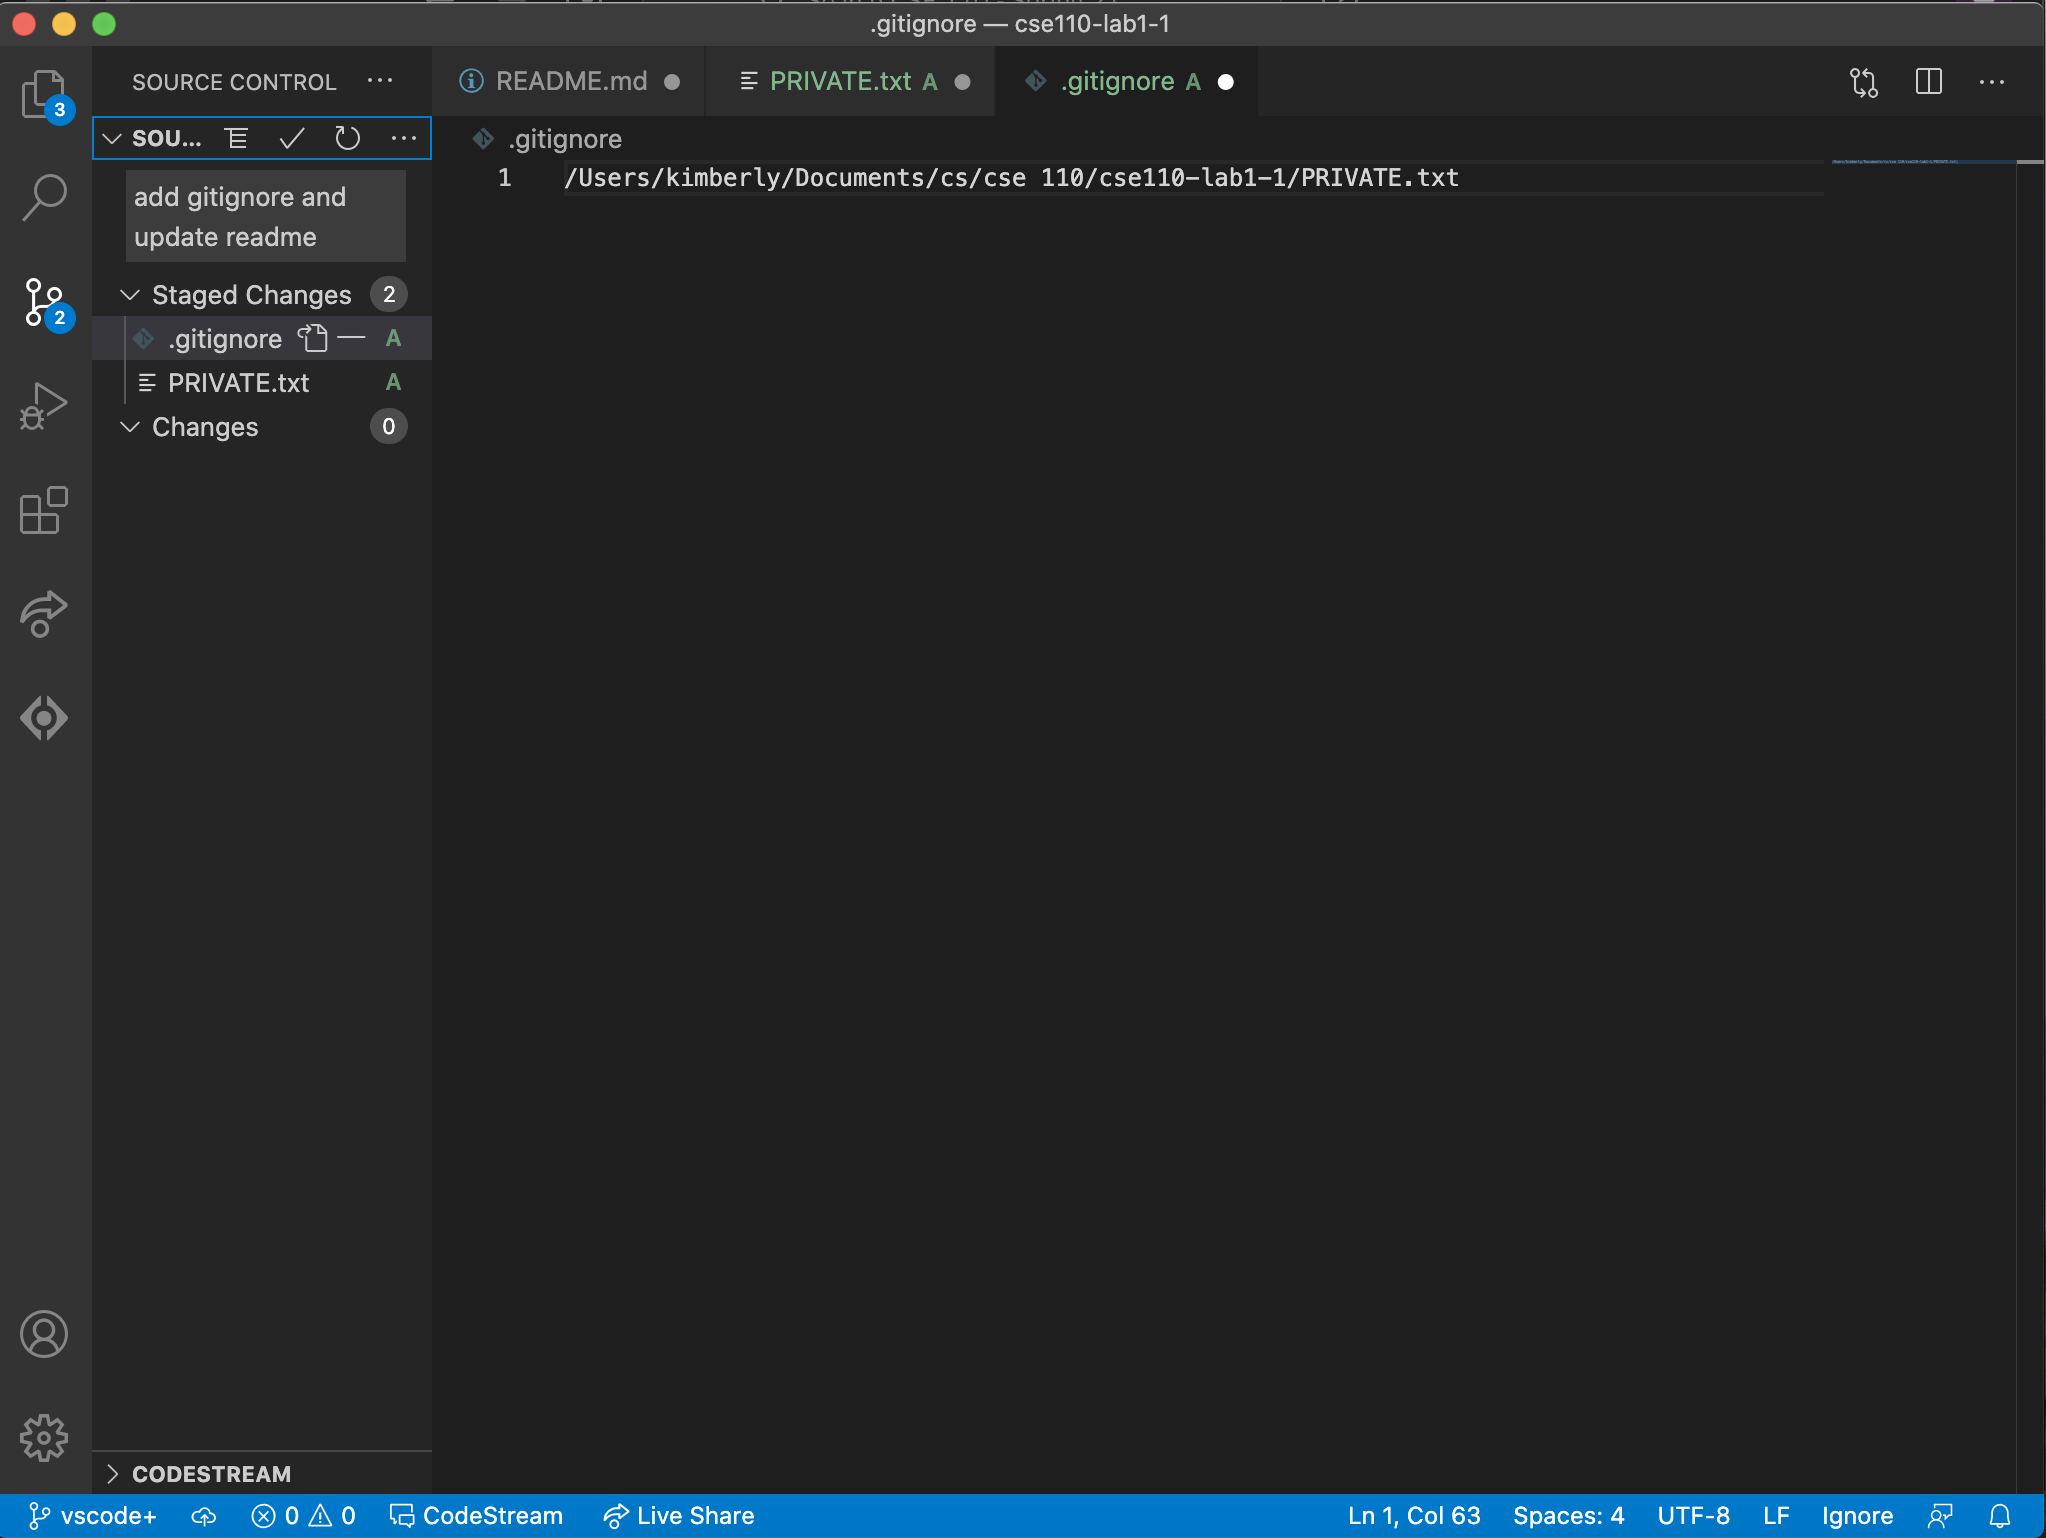 .gitignore — cse110-lab1-1
SOURCE CONTROL ···
README.md
PRIVATE.txt A
.gitignore A
3
SOU... ···
.gitignore
1 /Users/kimberly/Documents/cs/cse 110/cse110-lab1-1/PRIVATE.txt
add gitignore and
update readme
Staged Changes 2
2
.gitignore A
PRIVATE.txt A
Changes 0
CODESTREAM
vscode+ 0 0 CodeStream Live Share Ln 1, Col 63 Spaces: 4 UTF-8 LF Ignore